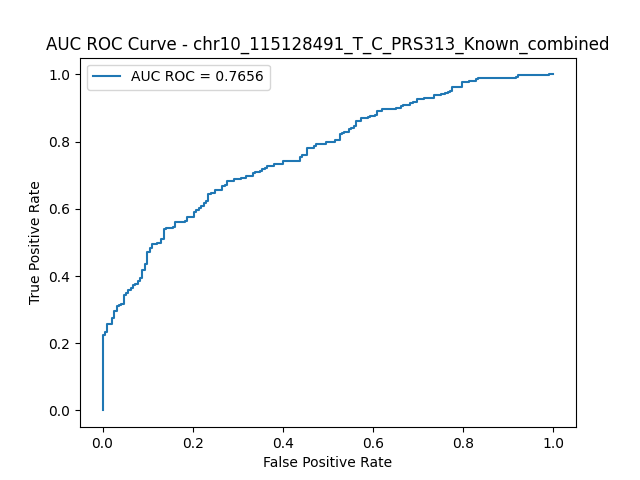 AUC ROC Curve - chr10_115128491_T_C_PRS313_Known_combined
AUC ROC = 0.7656
True Positive Rate
1.0
0.8
0.6
0.4
0.2
0.0
0.0 0.2 0.4 0.6 0.8 1.0
False Positive Rate